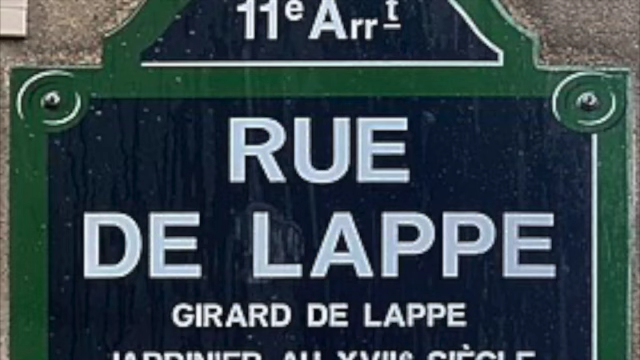 11e Arrt
RUE
DE LAPPE
GIRARD DE LAPPE
JARDINIER AU XVIIe SIÈCLE